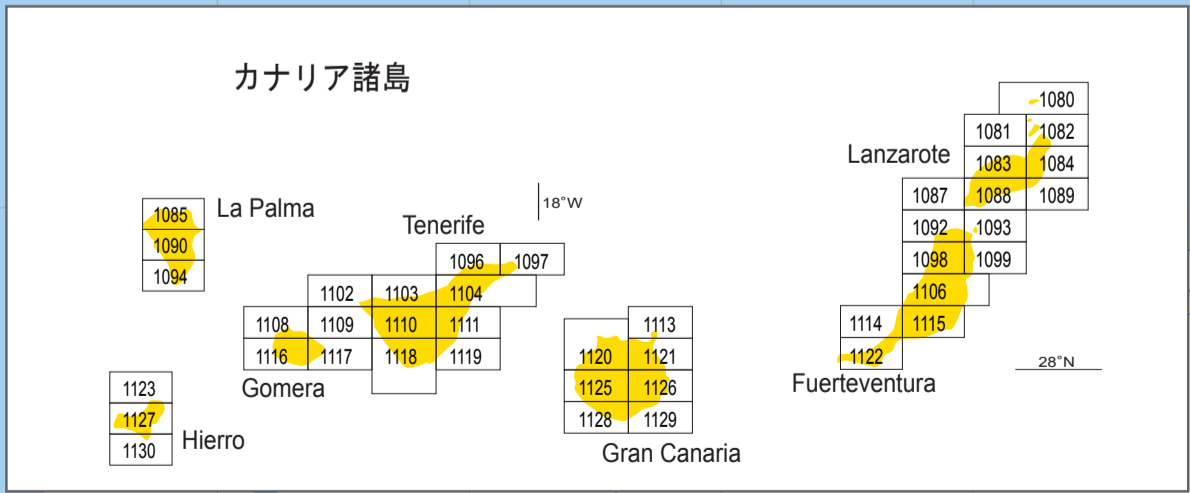 カナリア諸島
1080
1081 1082
Lanzarote
1083 1084
1087 1088 1089
La Palma
1085
18°W
1092 1093
Tenerife
1090
1096 1097
1098 1099
1094
1102 1103 1104
1106
1108 1109 1110 1111
1113
1114 1115
1116 1117 1118 1119
1120 1121
1122
28°N
Gomera
Fuerteventura
1123
1125 1126
1127
1128 1129
Hierro
1130
Gran Canaria